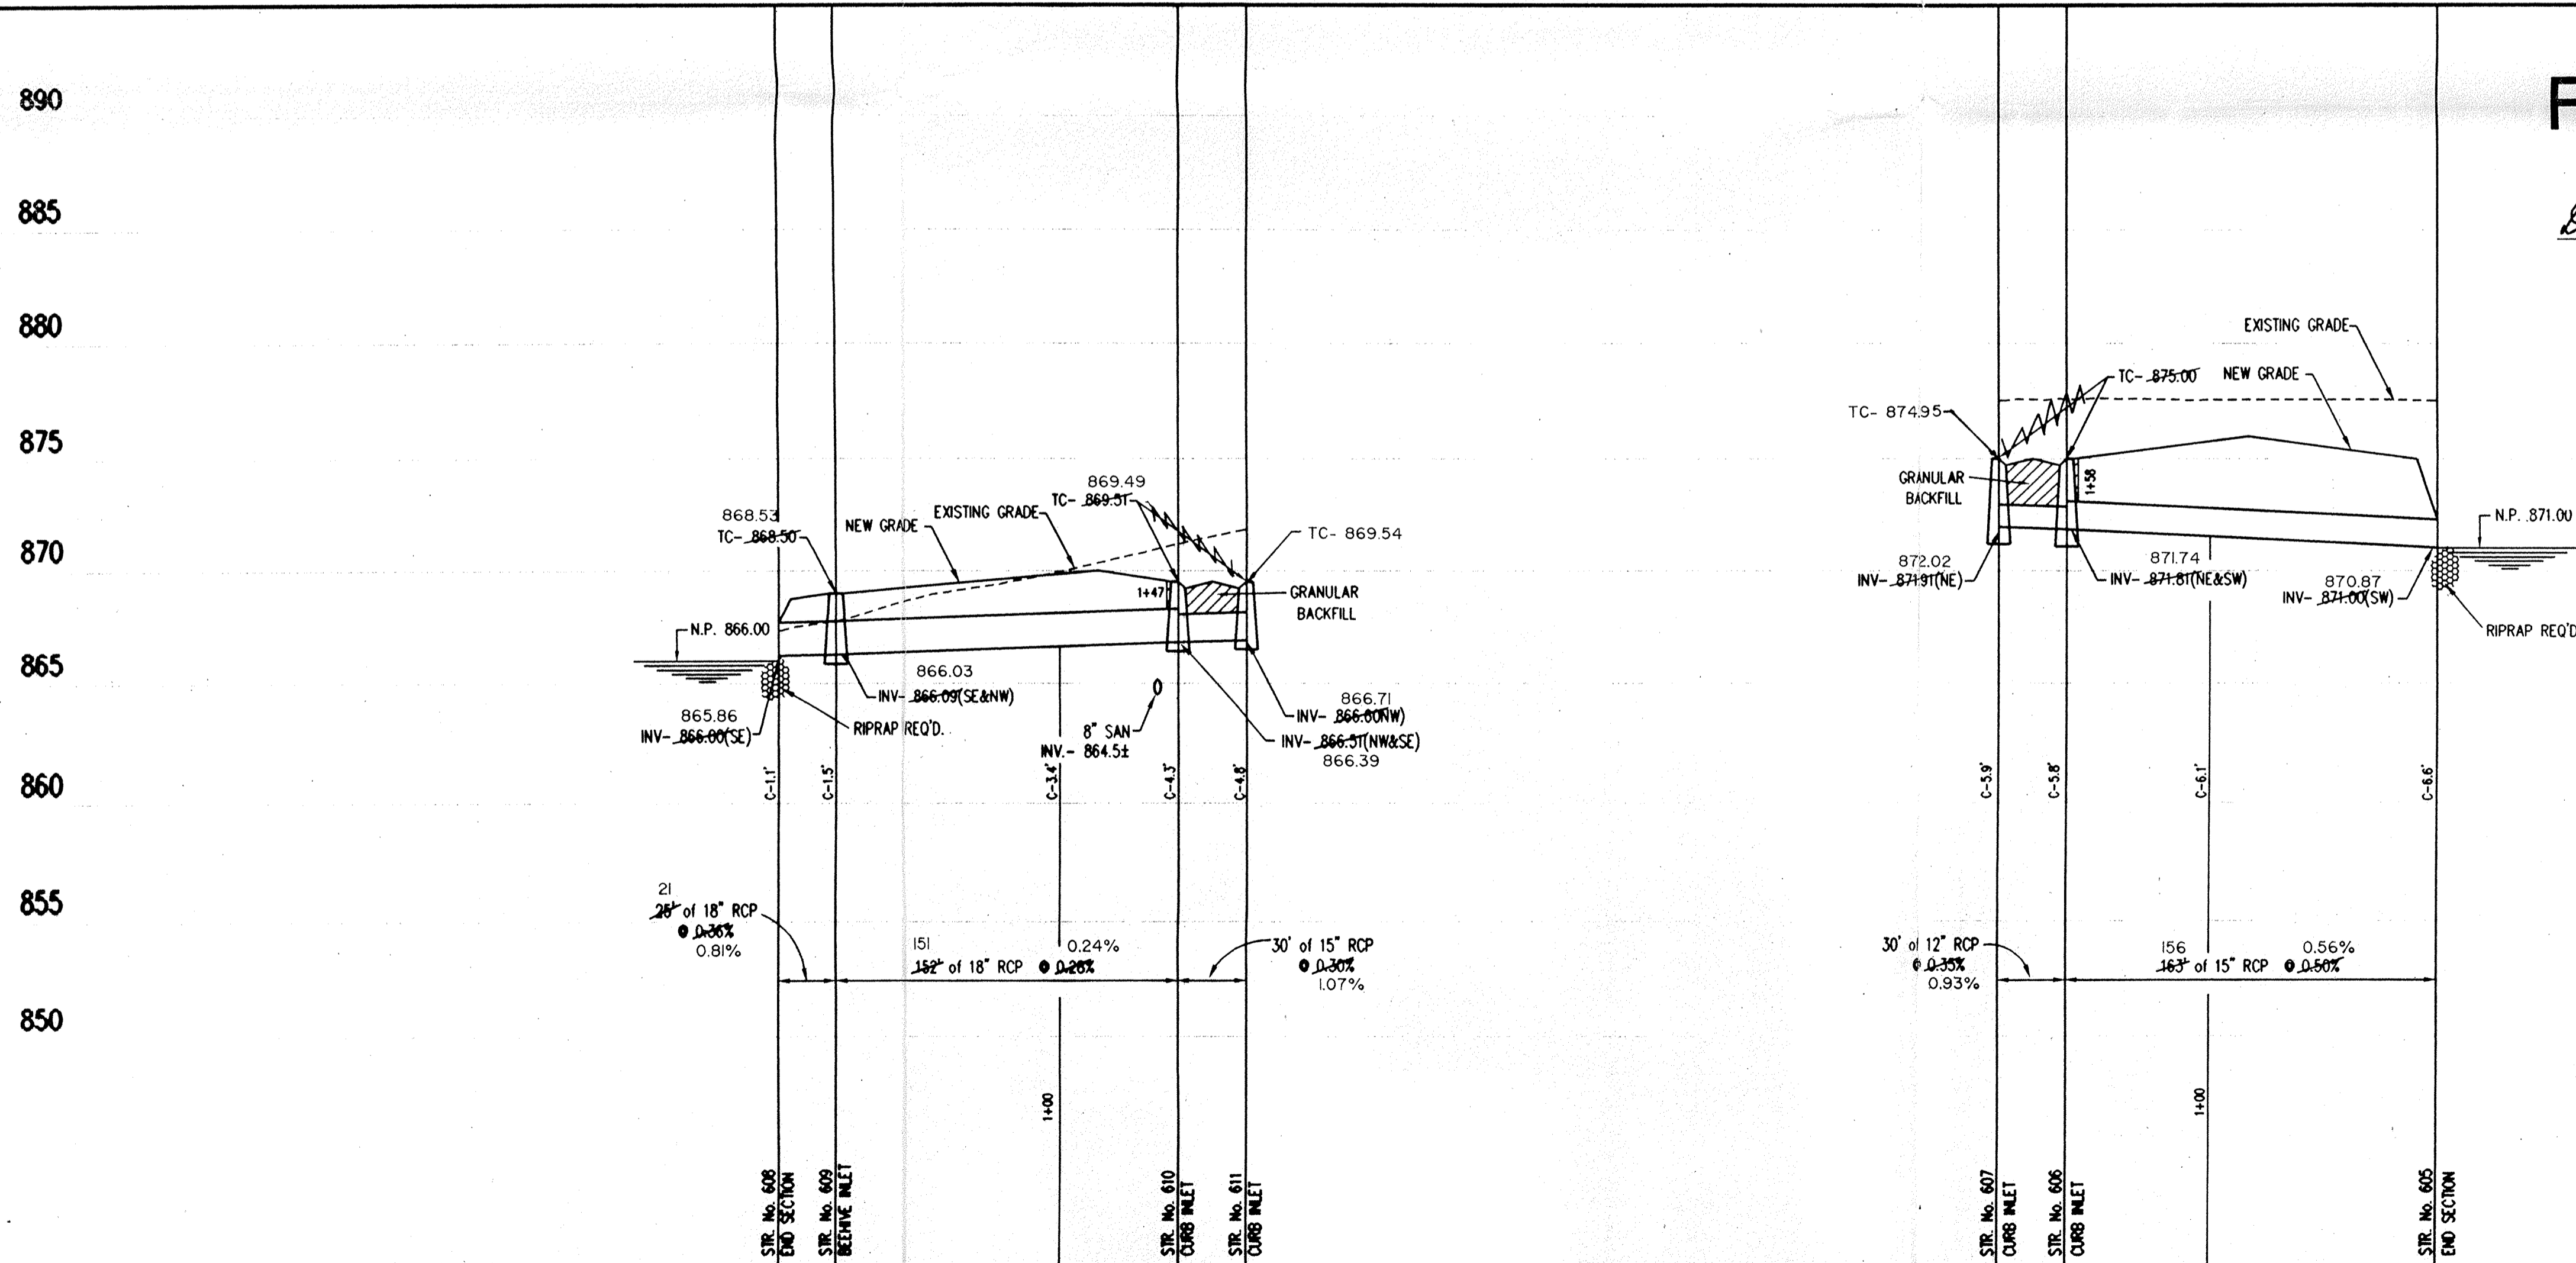 890
885
880
875
870
865
860
855
850
868.53
TC- 868.50
NEW GRADE
EXISTING GRADE
869.49
TC- 869.51
TC- 869.54
1+47
GRANULAR
BACKFILL
N.P. 866.00
866.03
INV- 866.09(SE&NW)
865.86
INV- 866.00(SE)
RIPRAP REQ'D.
8" SAN
INV.- 864.5±
866.71
INV- 866.60NW)
INV- 866.51(NW&SE)
866.39
C-1.1'
C-1.5'
C-3.4'
C-4.3'
C-4.8'
21
25' of 18" RCP
@ 0.36%
0.81%
151
152' of 18" RCP @ 0.28%
0.24%
30' of 15" RCP
@ 0.30%
1.07%
1+00
STR. No. 608
END SECTION
STR. No. 609
BEEHIVE INLET
STR. No. 610
CURB INLET
STR. No. 611
CURB INLET
EXISTING GRADE
TC- 875.00
NEW GRADE
TC- 874.95
GRANULAR
BACKFILL
1+58
N.P. 871.00
872.02
INV- 871.91(NE)
871.74
INV- 871.81(NE&SW)
870.87
INV- 871.00(SW)
RIPRAP REQ'D
C-5.9'
C-5.8'
C-6.1'
C-6.6'
30' of 12" RCP
@ 0.35%
0.93%
156
163' of 15" RCP @ 0.50%
0.56%
1+00
STR. No. 607
CURB INLET
STR. No. 606
CURB INLET
STR. No. 605
END SECTION